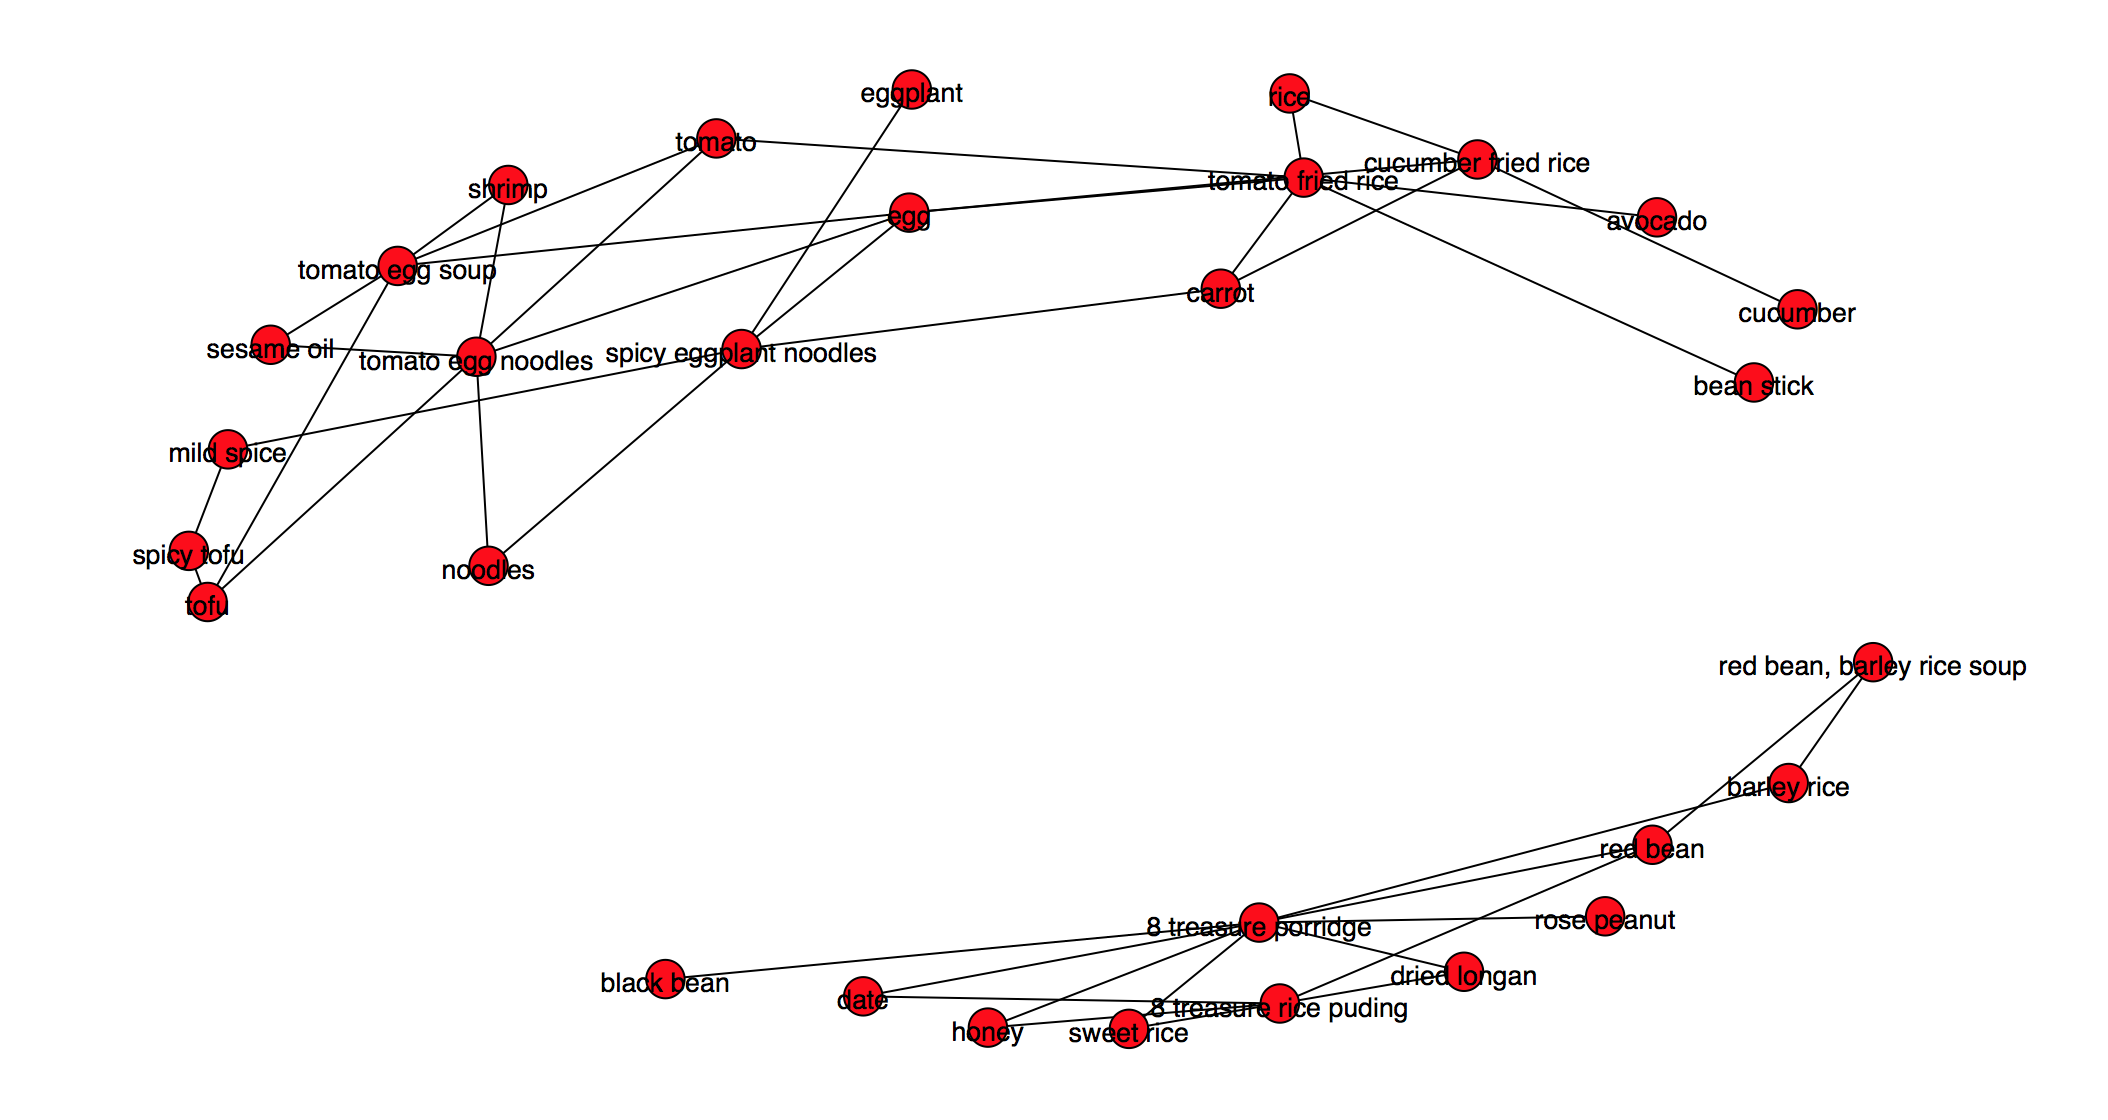 eggplant
rice
tomato
cucumber fried rice
shrimp
tomato fried rice
egg
avocado
tomato egg soup
carrot
cucumber
sesame oil
tomato egg noodles
spicy eggplant noodles
bean stick
mild spice
spicy tofu
noodles
tofu
red bean, barley rice soup
barley rice
red bean
8 treasure porridge
rose peanut
black bean
dried longan
date
8 treasure rice puding
honey
sweet rice